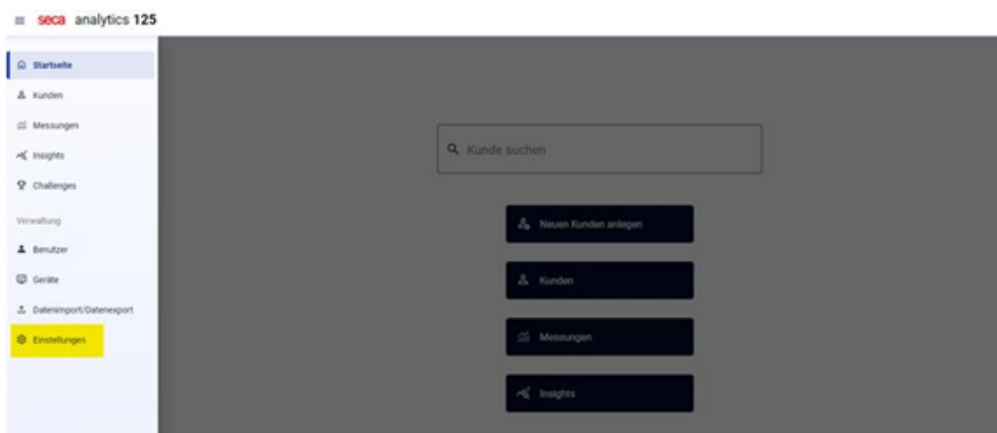 seca analytics 125
Startseite
Kunden
Messungen
Insights
Challenges
Verwaltung
Benutzer
Geräte
Datenimport/Datenexport
Einstellungen
Kunde suchen
Neuen Kunden anlegen
Kunden
Messungen
Insights